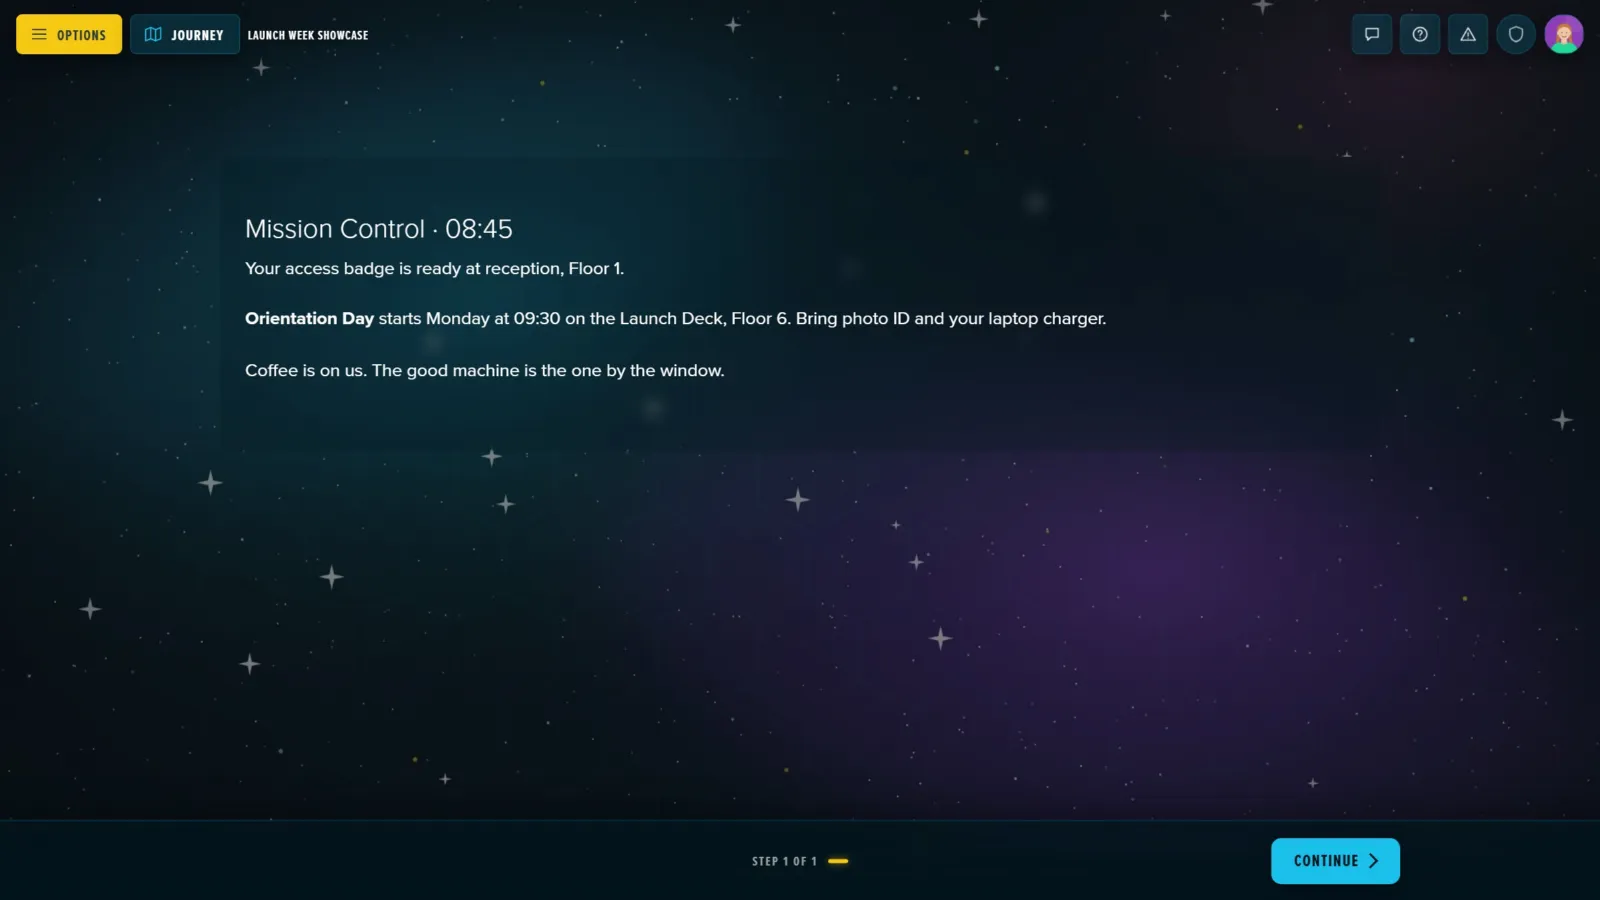 OPTIONS
JOURNEY
LAUNCH WEEK SHOWCASE
Mission Control · 08:45
Your access badge is ready at reception, Floor 1.
Orientation Day starts Monday at 09:30 on the Launch Deck, Floor 6. Bring photo ID and your laptop charger.
Coffee is on us. The good machine is the one by the window.
STEP 1 OF 1
CONTINUE